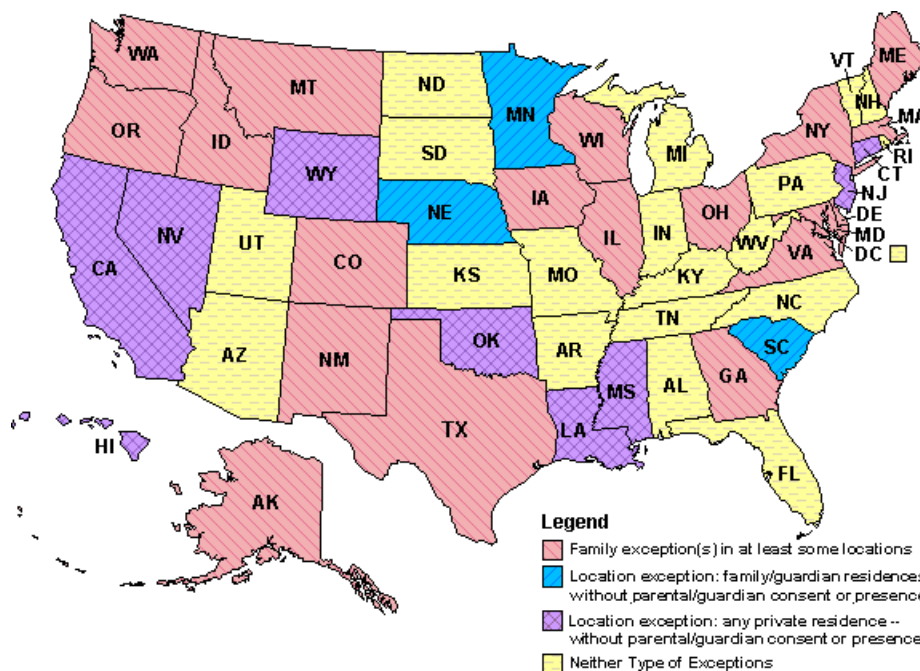 WA
MT
ND
MN
VT
ME
OR
ID
WI
NY
NH
MA
SD
MI
RI
WY
CT
PA
NJ
IA
NE
OH
DE
NV
UT
IL
IN
WV
MD
CA
CO
VA
DC
KS
MO
KY
NC
TN
AZ
NM
OK
AR
SC
MS
AL
GA
TX
LA
HI
FL
AK
Legend
Family exception(s) in at least some locations
Location exception: family/guardian residences
without parental/guardian consent or presence
Location exception: any private residence --
without parental/guardian consent or presence
Neither Type of Exceptions